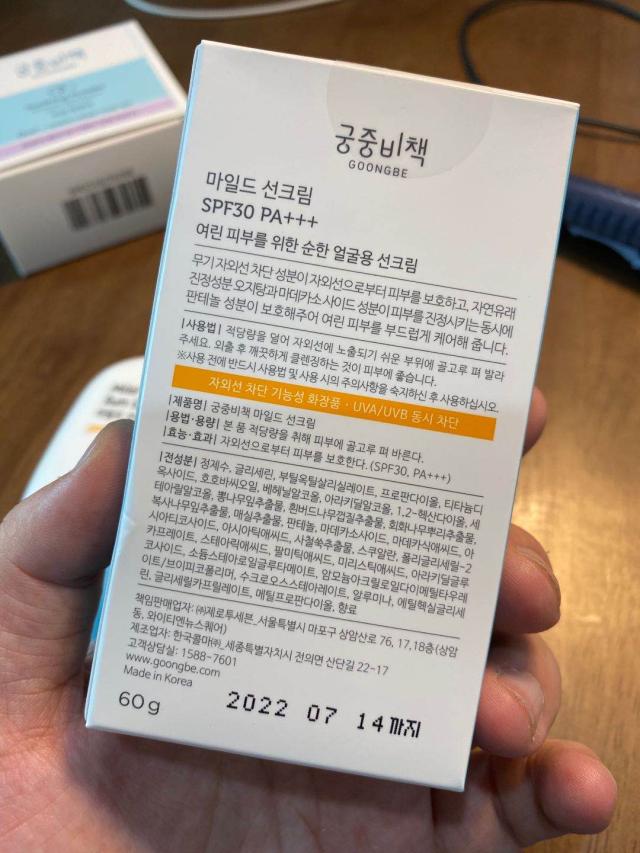 궁중비책
궁중비책
GOONGBE
마일드 선크림
SPF30 PA+++
여린 피부를 위한 순한 얼굴용 선크림
무기 자외선 차단 성분이 자외선으로부터 피부를 보호하고, 자연유래
진정성분 오지탕과 마데카소사이드 성분이 피부를 진정시키는 동시에
판테놀 성분이 보호해주어 여린 피부를 부드럽게 케어해 줍니다.
|사용법| 적당량을 덜어 자외선에 노출되기 쉬운 부위에 골고루 펴 발라
주세요. 외출 후 깨끗하게 클렌징하는 것이 피부에 좋습니다.
※사용 전에 반드시 사용법 및 사용 시의 주의사항을 숙지하신 후 사용하십시오.
자외선 차단 기능성 화장품 · UVA/UVB 동시 차단
|제품명| 궁중비책 마일드 선크림
|용법·용량| 본 품 적당량을 취해 피부에 골고루 펴 바른다.
|효능·효과| 자외선으로부터 피부를 보호한다. (SPF30, PA+++)
|전성분| 정제수, 글리세린, 부틸옥틸살리실레이트, 프로판다이올, 티타늄디
옥사이드, 호호바씨오일, 베헤닐알코올, 아라키딜알코올, 1,2-헥산다이올, 세
테아릴알코올, 뽕나무잎추출물, 흰버드나무껍질추출물, 회화나무뿌리추출물,
복사나무잎추출물, 매실추출물, 판테놀, 마데카소사이드, 마데카식애씨드, 아
시아티코사이드, 아시아틱애씨드, 사철쑥추출물, 스쿠알란, 폴리글리세릴-2
카프레이트, 스테아릭애씨드, 팔미틱애씨드, 미리스틱애씨드, 아라키딜글루
코사이드, 소듐스테아로일글루타메이트, 암모늄아크릴로일다이메틸타우레
이트/브이피코폴리머, 수크로오스스테아레이트, 알루미나, 에틸헥실글리세
린, 글리세릴카프릴레이트, 메틸프로판다이올, 향료
책임판매업자: ㈜제로투세븐_서울특별시 마포구 상암산로 76, 17,18층(상암
동, 와이티엔뉴스퀘어)
제조업자: 한국콜마㈜_세종특별자치시 전의면 산단길 22-17
고객상담실: 1588-7601
www.goongbe.com
Made in Korea
60g
2022 07 14까지